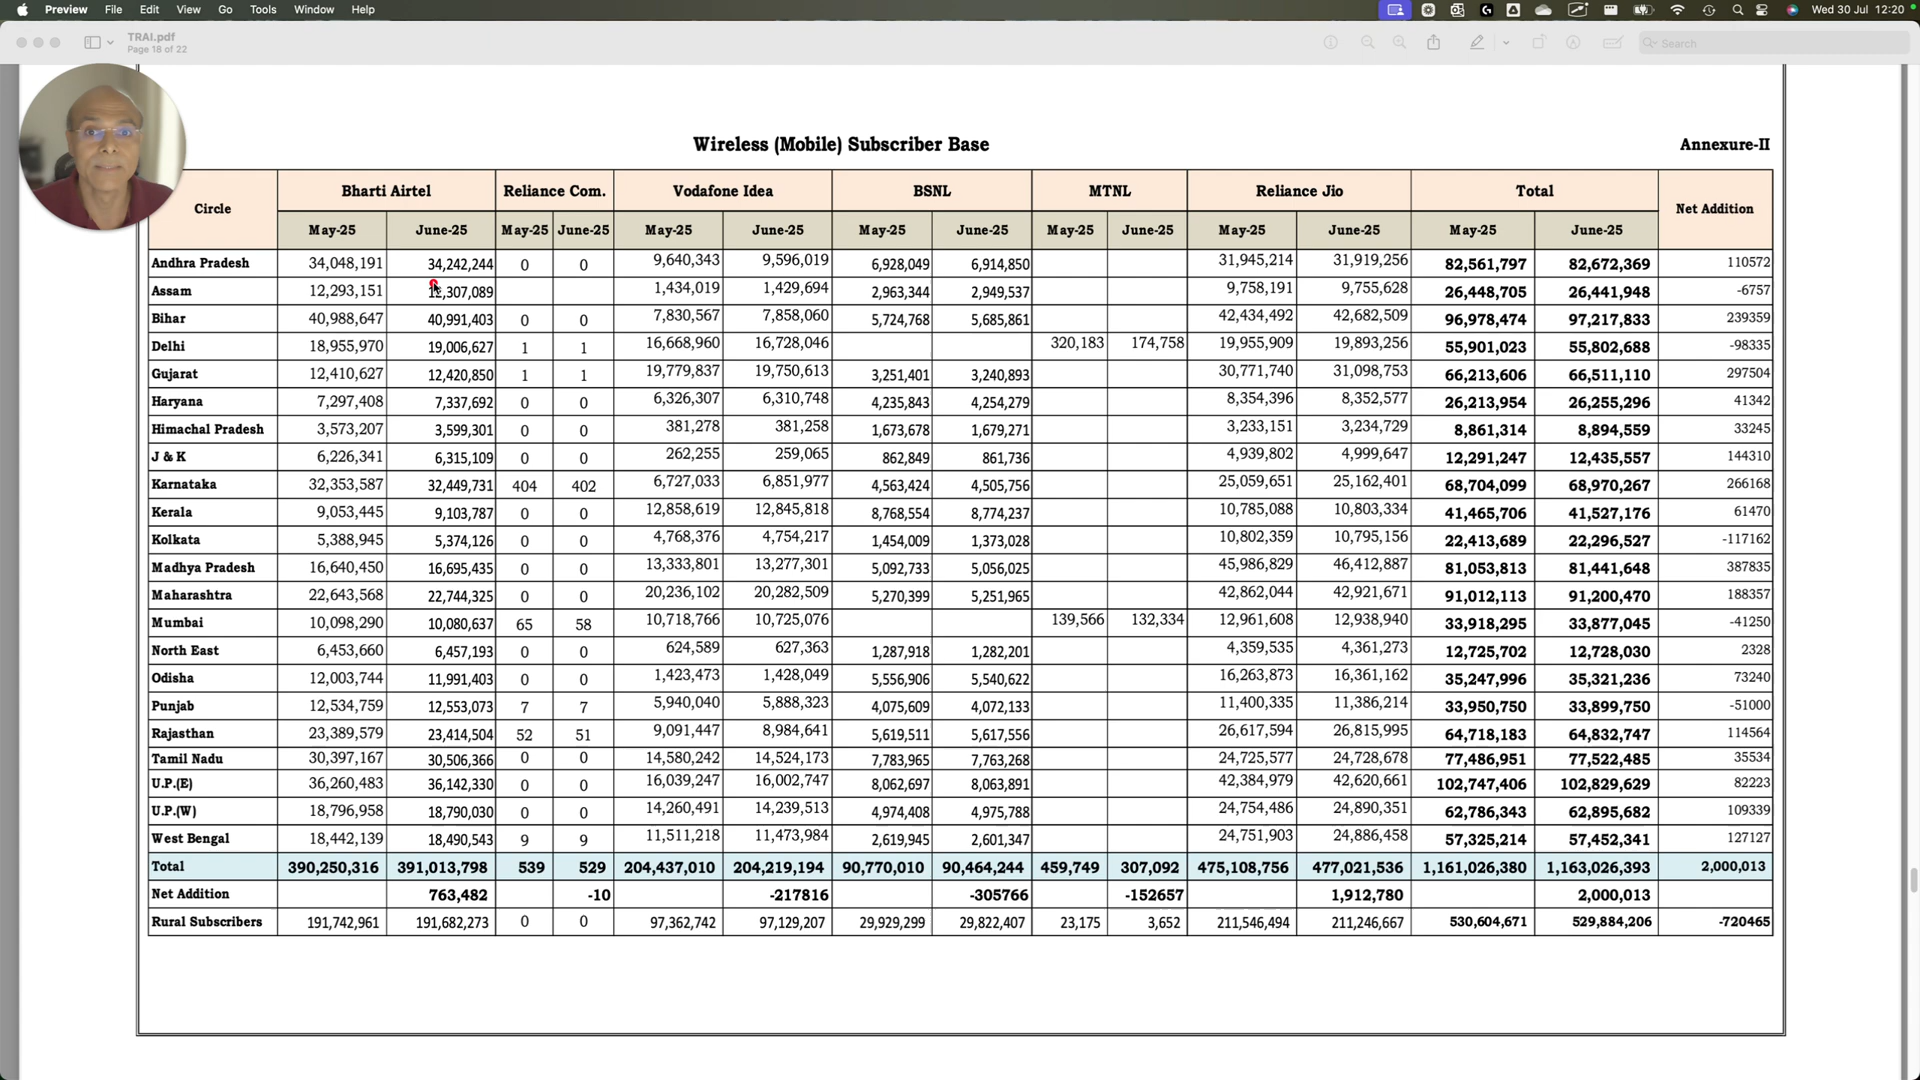 Preview File Edit View Go Tools Window Help Wed 30 Jul 12:20
TRAI.pdf
Page 18 of 22
Search
Wireless (Mobile) Subscriber Base Annexure-II
Circle Bharti Airtel Reliance Com. Vodafone Idea BSNL MTNL Reliance Jio Total Net Addition
May-25 June-25 May-25 June-25 May-25 June-25 May-25 June-25 May-25 June-25 May-25 June-25 May-25 June-25
Andhra Pradesh 34,048,191 34,242,244 0 0 9,640,343 9,596,019 6,928,049 6,914,850 31,945,214 31,919,256 82,561,797 82,672,369 110572
Assam 12,293,151 12,307,089 1,434,019 1,429,694 2,963,344 2,949,537 9,758,191 9,755,628 26,448,705 26,441,948 -6757
Bihar 40,988,647 40,991,403 0 0 7,830,567 7,858,060 5,724,768 5,685,861 42,434,492 42,682,509 96,978,474 97,217,833 239359
Delhi 18,955,970 19,006,627 1 1 16,668,960 16,728,046 320,183 174,758 19,955,909 19,893,256 55,901,023 55,802,688 -98335
Gujarat 12,410,627 12,420,850 1 1 19,779,837 19,750,613 3,251,401 3,240,893 30,771,740 31,098,753 66,213,606 66,511,110 297504
Haryana 7,297,408 7,337,692 0 0 6,326,307 6,310,748 4,235,843 4,254,279 8,354,396 8,352,577 26,213,954 26,255,296 41342
Himachal Pradesh 3,573,207 3,599,301 0 0 381,278 381,258 1,673,678 1,679,271 3,233,151 3,234,729 8,861,314 8,894,559 33245
J & K 6,226,341 6,315,109 0 0 262,255 259,065 862,849 861,736 4,939,802 4,999,647 12,291,247 12,435,557 144310
Karnataka 32,353,587 32,449,731 404 402 6,727,033 6,851,977 4,563,424 4,505,756 25,059,651 25,162,401 68,704,099 68,970,267 266168
Kerala 9,053,445 9,103,787 0 0 12,858,619 12,845,818 8,768,554 8,774,237 10,785,088 10,803,334 41,465,706 41,527,176 61470
Kolkata 5,388,945 5,374,126 0 0 4,768,376 4,754,217 1,454,009 1,373,028 10,802,359 10,795,156 22,413,689 22,296,527 -117162
Madhya Pradesh 16,640,450 16,695,435 0 0 13,333,801 13,277,301 5,092,733 5,056,025 45,986,829 46,412,887 81,053,813 81,441,648 387835
Maharashtra 22,643,568 22,744,325 0 0 20,236,102 20,282,509 5,270,399 5,251,965 42,862,044 42,921,671 91,012,113 91,200,470 188357
Mumbai 10,098,290 10,080,637 65 58 10,718,766 10,725,076 139,566 132,334 12,961,608 12,938,940 33,918,295 33,877,045 -41250
North East 6,453,660 6,457,193 0 0 624,589 627,363 1,287,918 1,282,201 4,359,535 4,361,273 12,725,702 12,728,030 2328
Odisha 12,003,744 11,991,403 0 0 1,423,473 1,428,049 5,556,906 5,540,622 16,263,873 16,361,162 35,247,996 35,321,236 73240
Punjab 12,534,759 12,553,073 7 7 5,940,040 5,888,323 4,075,609 4,072,133 11,400,335 11,386,214 33,950,750 33,899,750 -51000
Rajasthan 23,389,579 23,414,504 52 51 9,091,447 8,984,641 5,619,511 5,617,556 26,617,594 26,815,995 64,718,183 64,832,747 114564
Tamil Nadu 30,397,167 30,506,366 0 0 14,580,242 14,524,173 7,783,965 7,763,268 24,725,577 24,728,678 77,486,951 77,522,485 35534
U.P.(E) 36,260,483 36,142,330 0 0 16,039,247 16,002,747 8,062,697 8,063,891 42,384,979 42,620,661 102,747,406 102,829,629 82223
U.P.(W) 18,796,958 18,790,030 0 0 14,260,491 14,239,513 4,974,408 4,975,788 24,754,486 24,890,351 62,786,343 62,895,682 109339
West Bengal 18,442,139 18,490,543 9 9 11,511,218 11,473,984 2,619,945 2,601,347 24,751,903 24,886,458 57,325,214 57,452,341 127127
Total 390,250,316 391,013,798 539 529 204,437,010 204,219,194 90,770,010 90,464,244 459,749 307,092 475,108,756 477,021,536 1,161,026,380 1,163,026,393 2,000,013
Net Addition 763,482 -10 -217816 -305766 -152657 1,912,780 2,000,013
Rural Subscribers 191,742,961 191,682,273 0 0 97,362,742 97,129,207 29,929,299 29,822,407 23,175 3,652 211,546,494 211,246,667 530,604,671 529,884,206 -720465